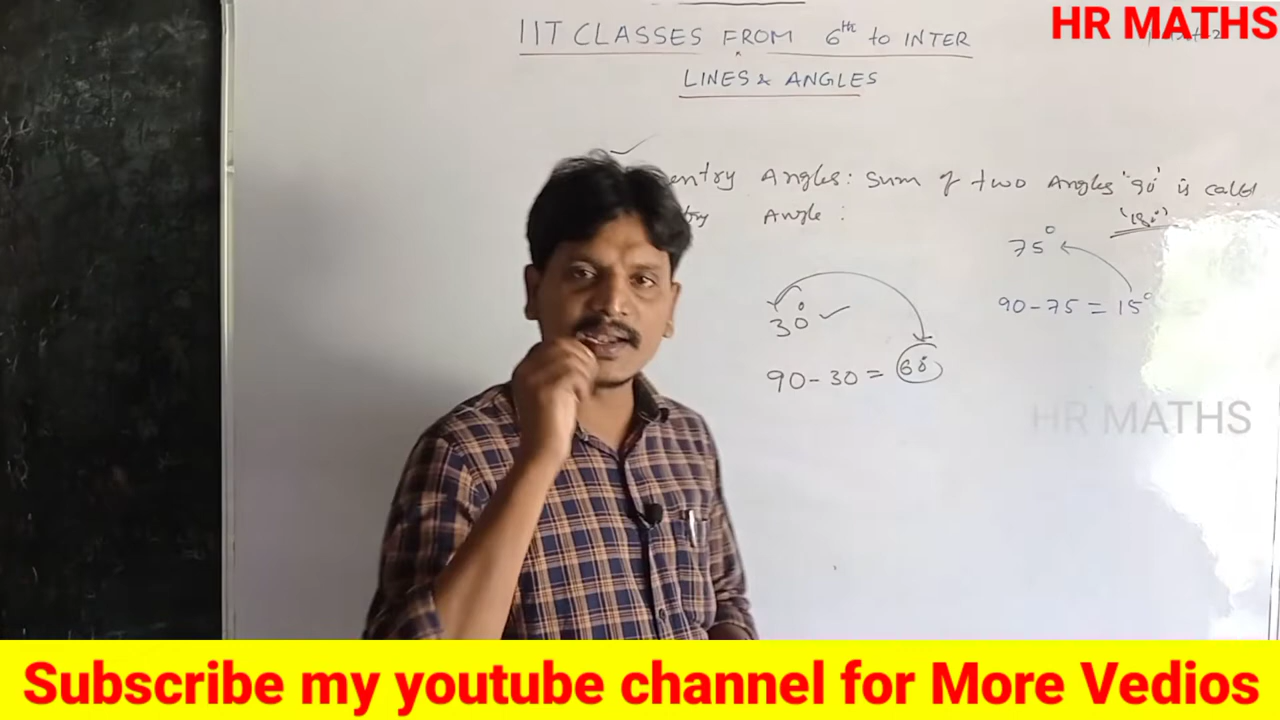 HR MATHS
IIT CLASSES FROM 6th to INTER
LINES & ANGLES
entry Angles: Sum of two Angles '90' is called
Angle:
75°
90-75 = 15°
30°
90-30 = 60°
HR MATHS
Subscribe my youtube channel for More Vedios